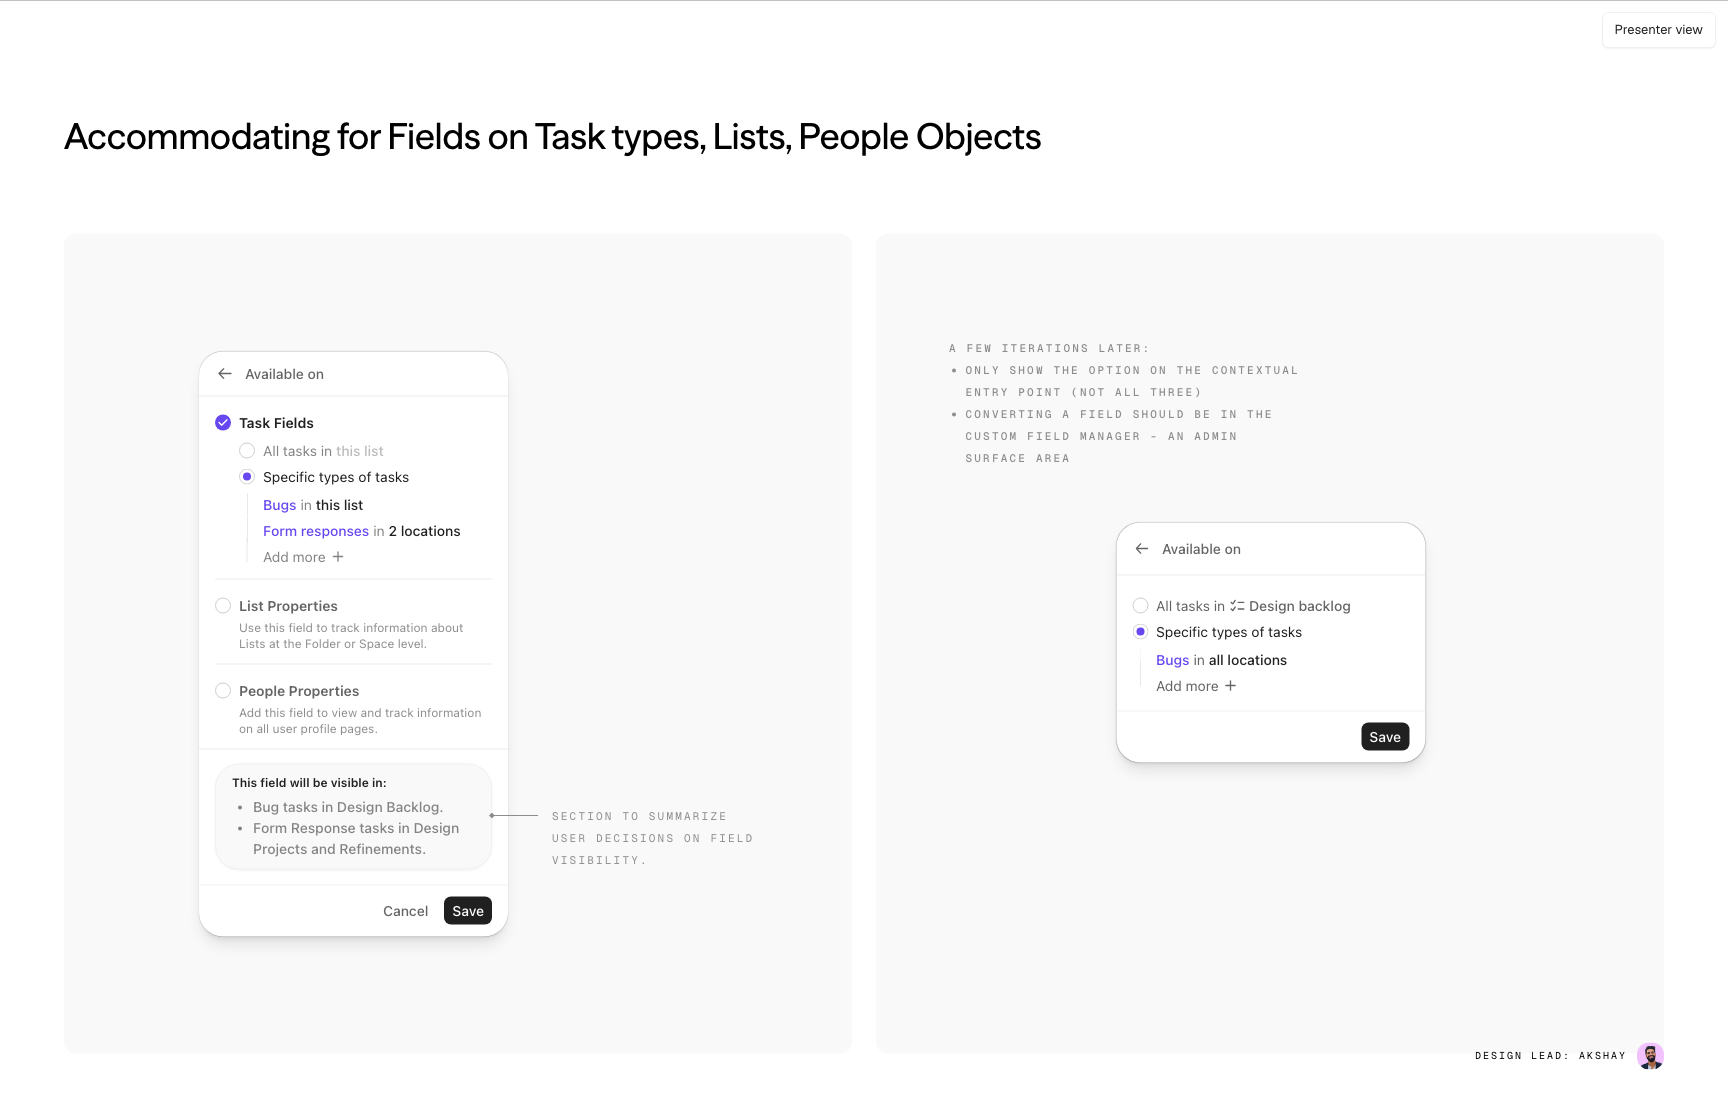 Presenter view
Accommodating for Fields on Task types, Lists, People Objects
Available on
Task Fields
All tasks in this list
Specific types of tasks
Bugs in this list
Form responses in 2 locations
Add more +
List Properties
Use this field to track information about
Lists at the Folder or Space level.
People Properties
Add this field to view and track information
on all user profile pages.
This field will be visible in:
• Bug tasks in Design Backlog.
• Form Response tasks in Design
Projects and Refinements.
Cancel Save
SECTION TO SUMMARIZE
USER DECISIONS ON FIELD
VISIBILITY.
A FEW ITERATIONS LATER:
• ONLY SHOW THE OPTION ON THE CONTEXTUAL
ENTRY POINT (NOT ALL THREE)
• CONVERTING A FIELD SHOULD BE IN THE
CUSTOM FIELD MANAGER - AN ADMIN
SURFACE AREA
Available on
All tasks in Design backlog
Specific types of tasks
Bugs in all locations
Add more +
Save
DESIGN LEAD: AKSHAY